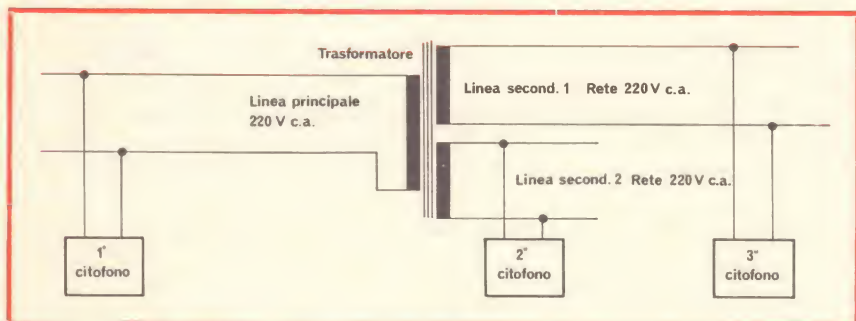 Trasformatore
Linea principale
220 V c.a.
Linea second. 1 Rete 220 V c.a.
Linea second. 2 Rete 220 V c.a.
1°
citofono
2°
citofono
3°
citofono